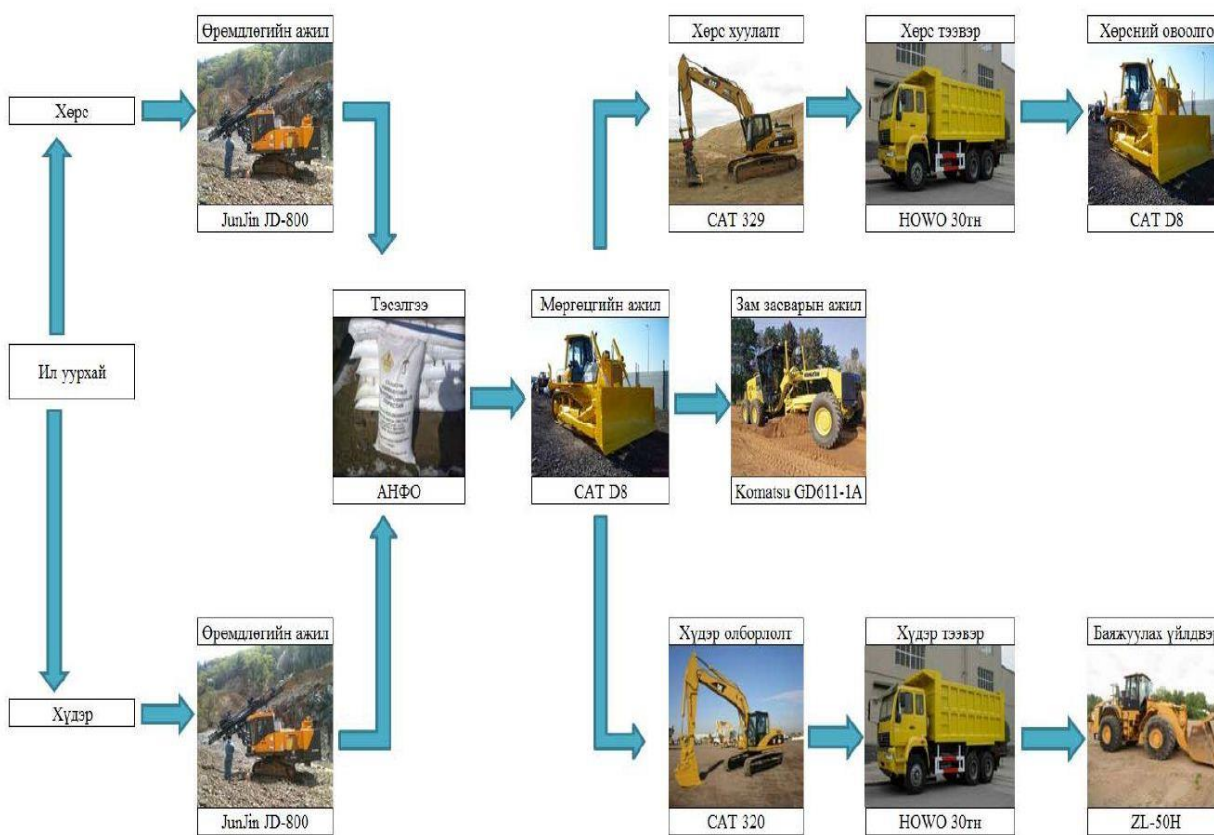 Өрөмдлөгийн ажил
Хөрс хуулалт
Хөрс тээвэр
Хөрсний овоолго
Хөрс
JunJin JD-800
CAT 329
HOWO 30тн
CAT D8
Тэсэлгээ
Мөргөцгийн ажил
Зам засварын ажил
Ил уурхай
АНФО
CAT D8
Komatsu GD611-1A
Өрөмдлөгийн ажил
Хүдэр олборлолт
Хүдэр тээвэр
Баяжуулах үйлдвэр
Хүдэр
JunJin JD-800
CAT 320
HOWO 30тн
ZL-50H